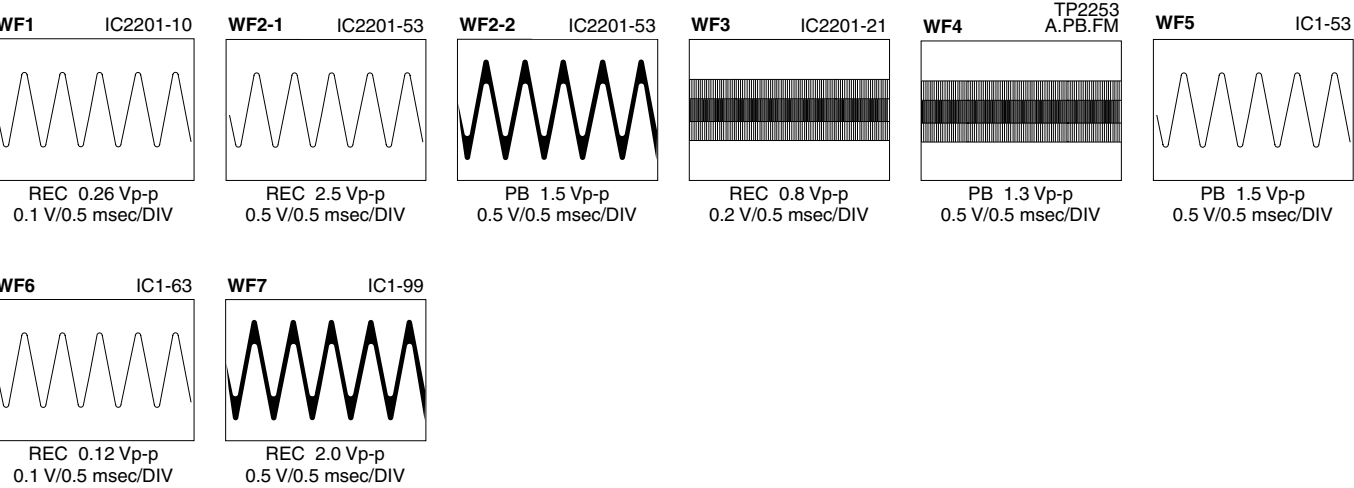 WF1 IC2201-10
REC 0.26 Vp-p
0.1 V/0.5 msec/DIV
WF2-1 IC2201-53
REC 2.5 Vp-p
0.5 V/0.5 msec/DIV
WF2-2 IC2201-53
PB 1.5 Vp-p
0.5 V/0.5 msec/DIV
WF3 IC2201-21
REC 0.8 Vp-p
0.2 V/0.5 msec/DIV
TP2253
WF4 A.PB.FM
PB 1.3 Vp-p
0.5 V/0.5 msec/DIV
WF5 IC1-53
PB 1.5 Vp-p
0.5 V/0.5 msec/DIV
WF6 IC1-63
REC 0.12 Vp-p
0.1 V/0.5 msec/DIV
WF7 IC1-99
REC 2.0 Vp-p
0.5 V/0.5 msec/DIV